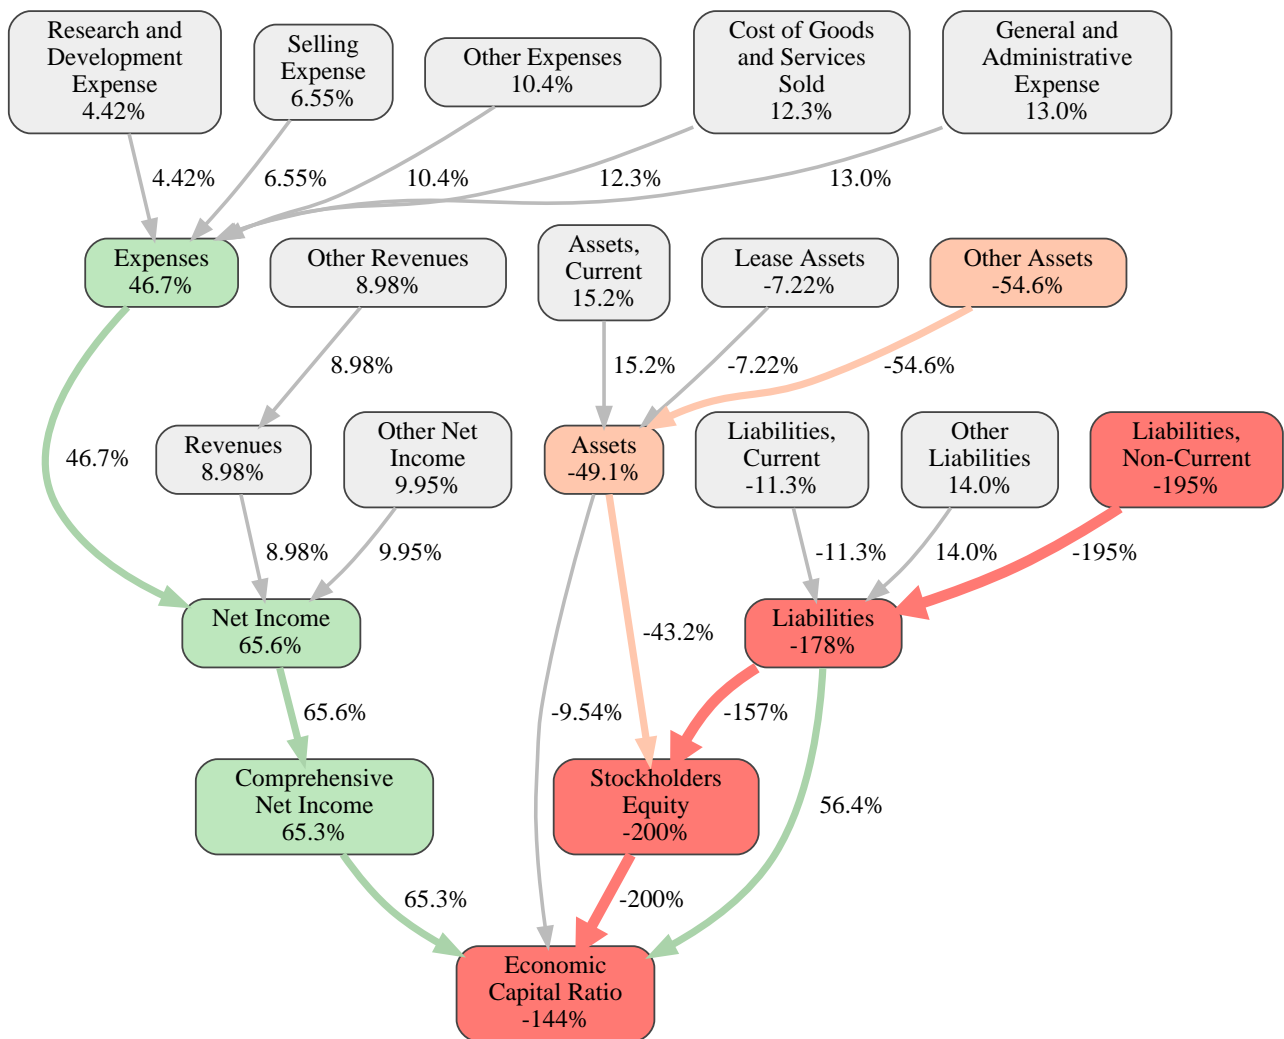 Research and
Development
Expense
4.42%
Selling
Expense
6.55%
Other Expenses
10.4%
Cost of Goods
and Services
Sold
12.3%
General and
Administrative
Expense
13.0%
4.42%
6.55%
10.4%
12.3%
13.0%
Expenses
46.7%
Other Revenues
8.98%
Assets,
Current
15.2%
Lease Assets
-7.22%
Other Assets
-54.6%
8.98%
15.2%
-7.22%
-54.6%
46.7%
Revenues
8.98%
Other Net
Income
9.95%
Assets
-49.1%
Liabilities,
Current
-11.3%
Other
Liabilities
14.0%
Liabilities,
Non-Current
-195%
8.98%
9.95%
-11.3%
14.0%
-195%
Net Income
65.6%
-43.2%
Liabilities
-178%
65.6%
-9.54%
-157%
Comprehensive
Net Income
65.3%
Stockholders
Equity
-200%
56.4%
65.3%
-200%
Economic
Capital Ratio
-144%